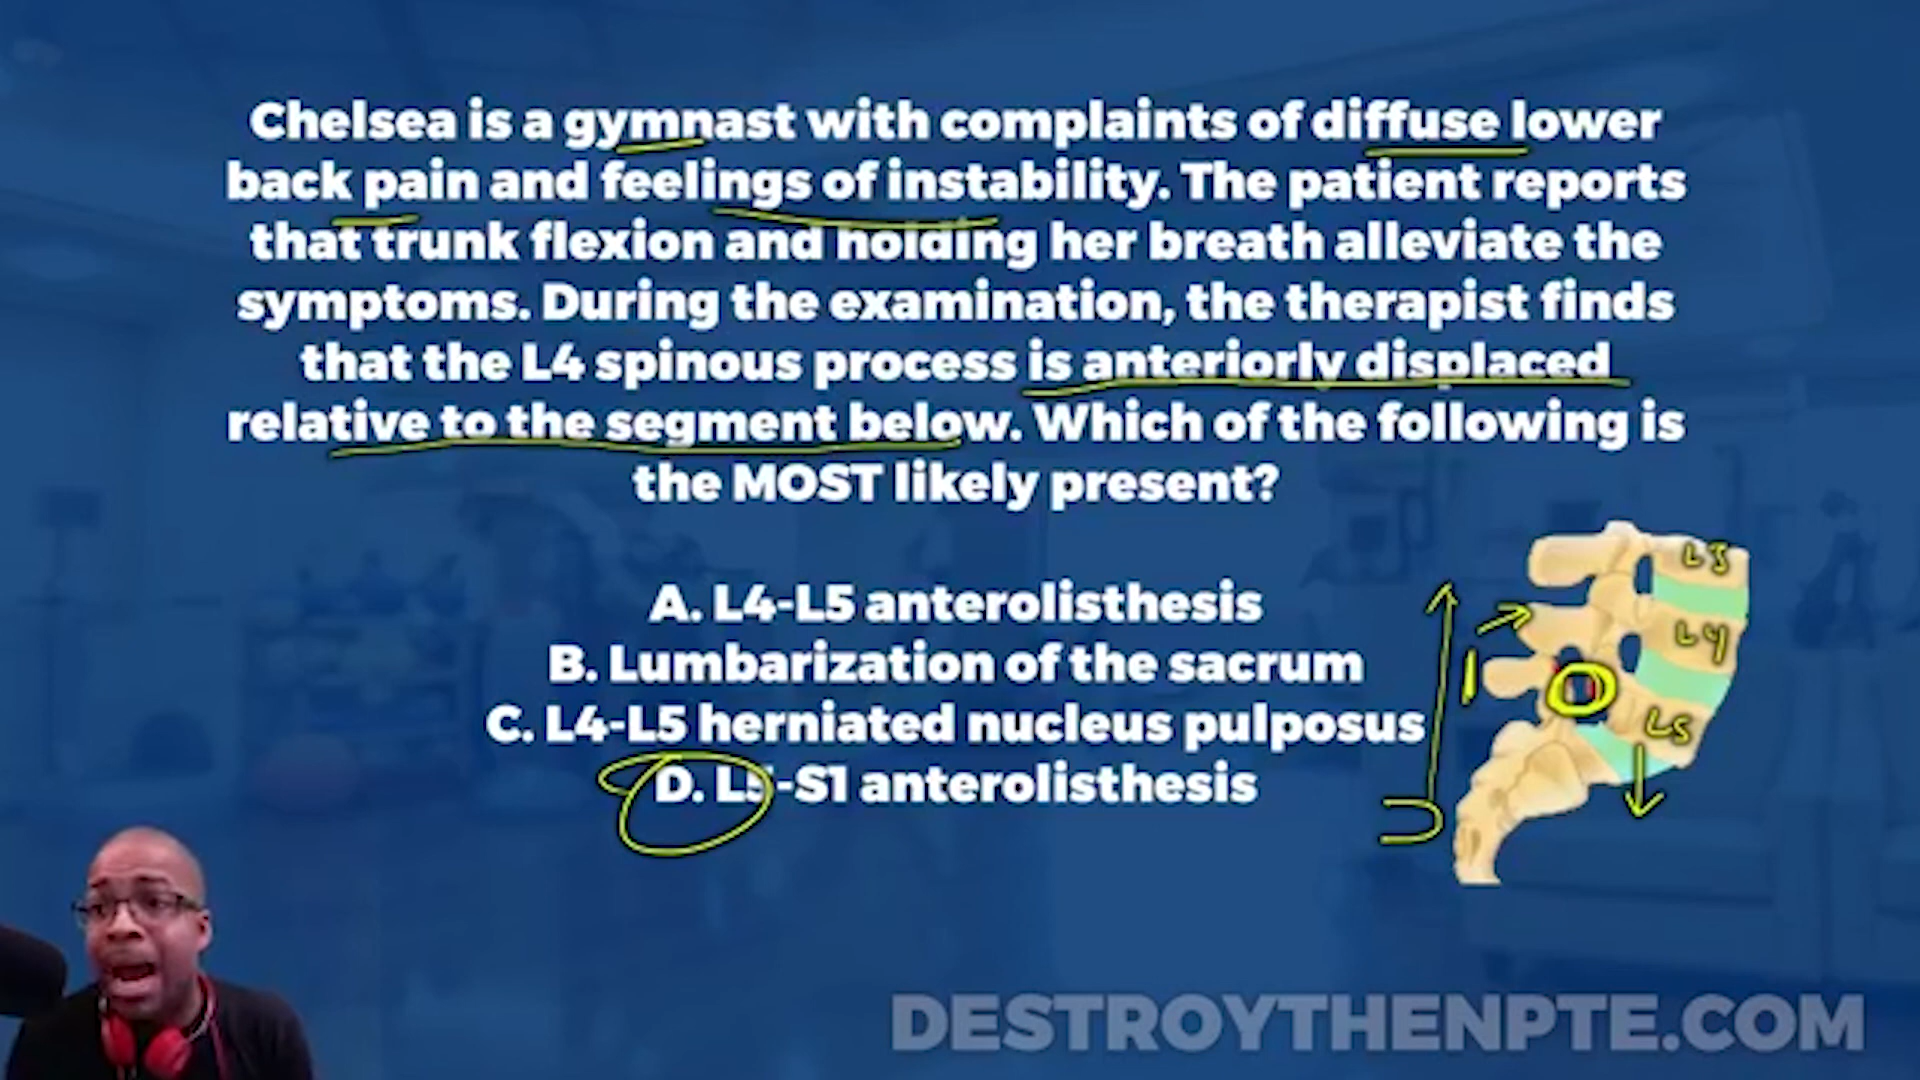 Chelsea is a gymnast with complaints of diffuse lower
back pain and feelings of instability. The patient reports
that trunk flexion and holding her breath alleviate the
symptoms. During the examination, the therapist finds
that the L4 spinous process is anteriorly displaced
relative to the segment below. Which of the following is
the MOST likely present?
A. L4-L5 anterolisthesis
B. Lumbarization of the sacrum
C. L4-L5 herniated nucleus pulposus
D. L5-S1 anterolisthesis
L3
L4
L5
DESTROYTHENPTE.COM